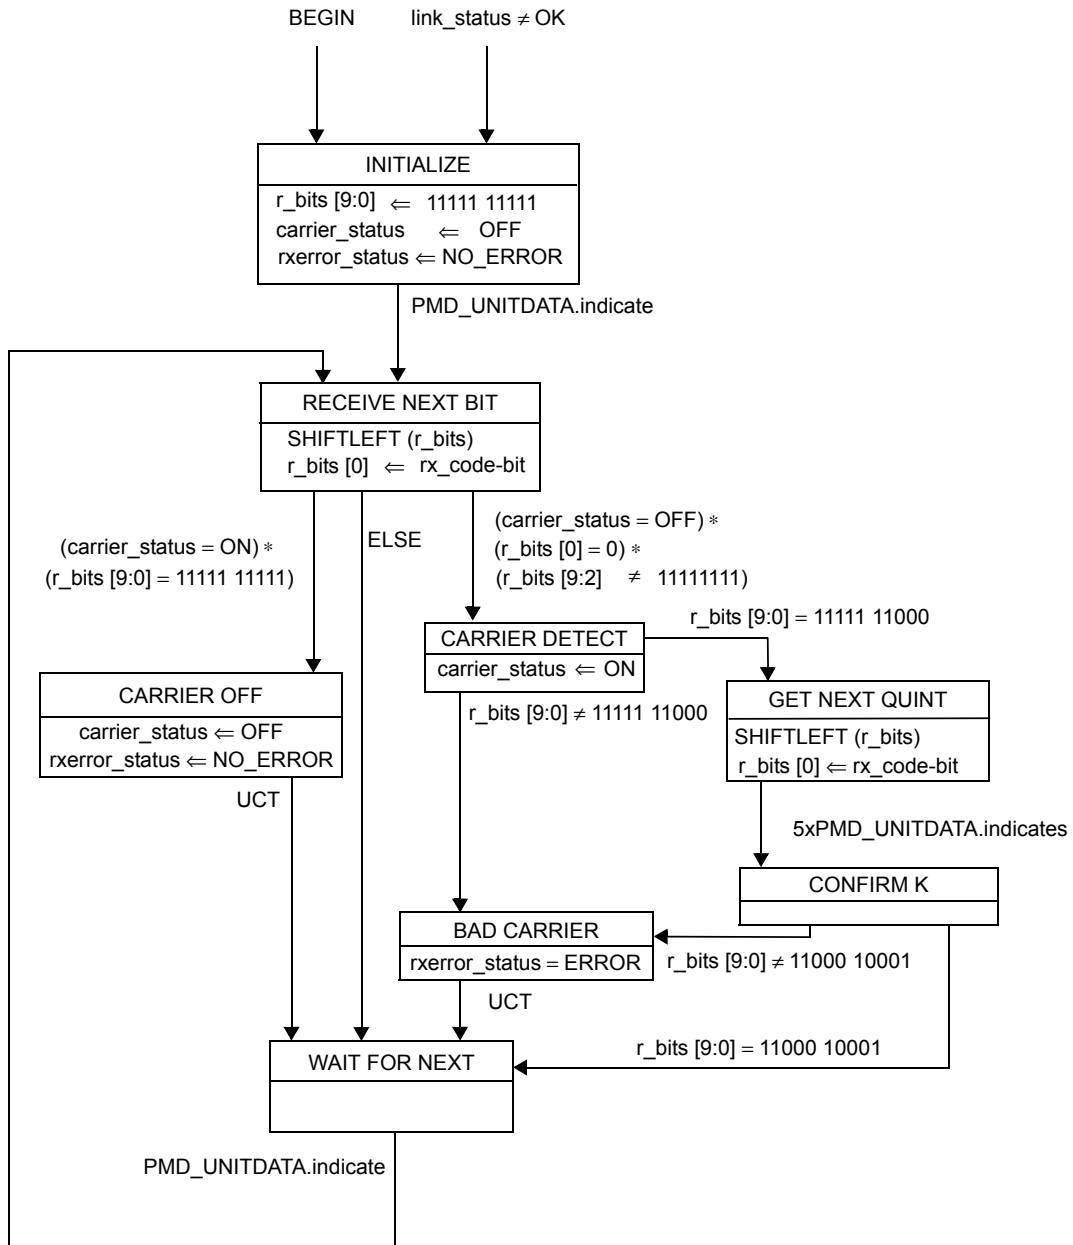 BEGIN
link_status ≠ OK
INITIALIZE
r_bits [9:0] ⇐ 11111 11111
carrier_status ⇐ OFF
rxerror_status ⇐ NO_ERROR
PMD_UNITDATA.indicate
RECEIVE NEXT BIT
SHIFTLEFT (r_bits)
r_bits [0] ⇐ rx_code-bit
(carrier_status = ON) *
(r_bits [9:0] = 11111 11111)
ELSE
(carrier_status = OFF) *
(r_bits [0] = 0) *
(r_bits [9:2] ≠ 11111111)
CARRIER DETECT
carrier_status ⇐ ON
r_bits [9:0] = 11111 11000
CARRIER OFF
carrier_status ⇐ OFF
rxerror_status ⇐ NO_ERROR
UCT
r_bits [9:0] ≠ 11111 11000
GET NEXT QUINT
SHIFTLEFT (r_bits)
r_bits [0] ⇐ rx_code-bit
5xPMD_UNITDATA.indicates
CONFIRM K
BAD CARRIER
rxerror_status = ERROR
r_bits [9:0] ≠ 11000 10001
UCT
r_bits [9:0] = 11000 10001
WAIT FOR NEXT
PMD_UNITDATA.indicate